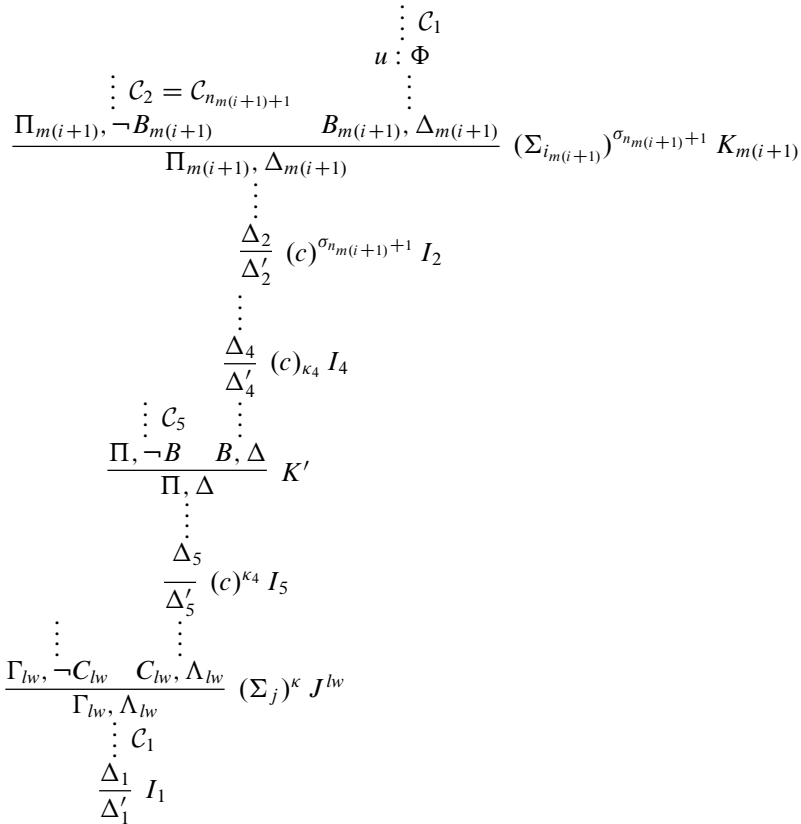 ⋮ 𝒞₁
u : Φ
⋮ 𝒞₂ = 𝒞_{n_{m(i+1)}+1} ⋮
Π_{m(i+1)}, ¬B_{m(i+1)} B_{m(i+1)}, Δ_{m(i+1)}
(Σ_{i_{m(i+1)}})^{σ_{n_{m(i+1)}+1}} K_{m(i+1)}
Π_{m(i+1)}, Δ_{m(i+1)}
⋮
Δ₂
(c)^{σ_{n_{m(i+1)}+1}} I₂
Δ′₂
⋮
Δ₄
(c)_{κ₄} I₄
Δ′₄
⋮ 𝒞₅ ⋮
Π, ¬B B, Δ
K′
Π, Δ
⋮
Δ₅
(c)^{κ₄} I₅
Δ′₅
⋮ ⋮
Γ_{lw}, ¬C_{lw} C_{lw}, Λ_{lw}
(Σ_j)^κ J^{lw}
Γ_{lw}, Λ_{lw}
⋮ 𝒞₁
Δ₁
I₁
Δ′₁